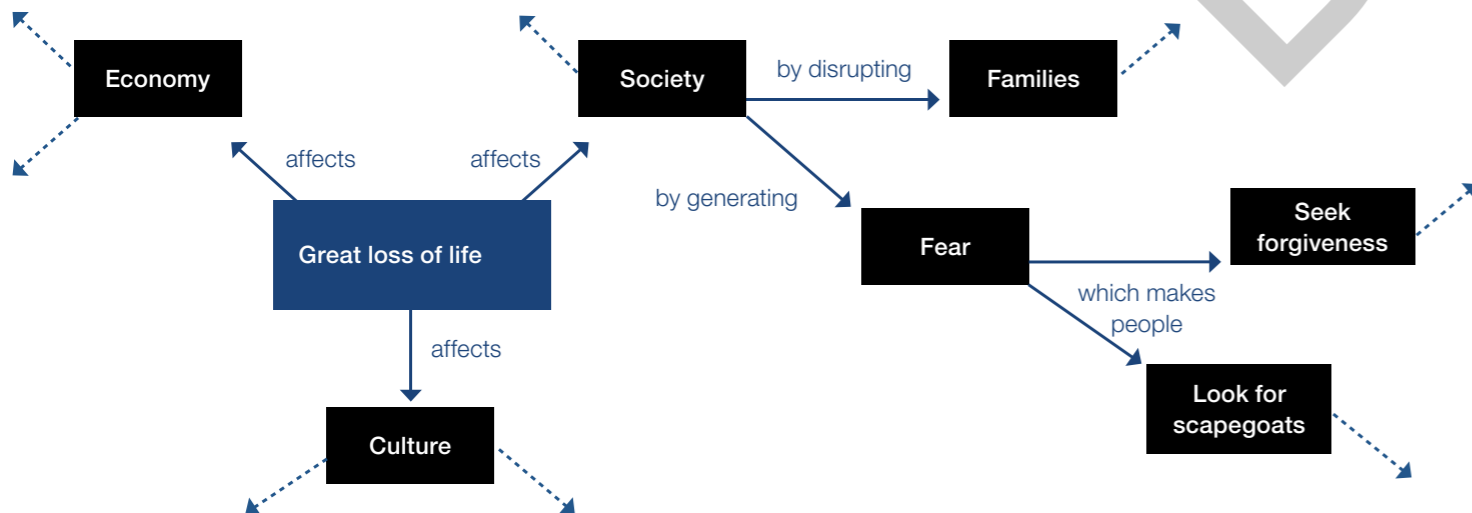 Economy
Society
by disrupting
Families
affects
affects
by generating
Great loss of life
Fear
Seek
forgiveness
which makes
people
affects
Look for
scapegoats
Culture